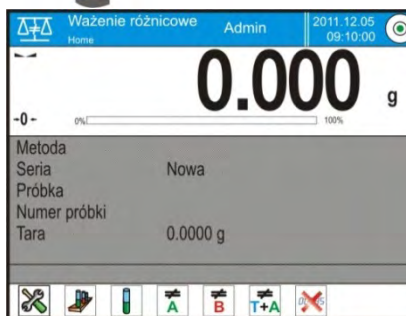 Ważenie różnicowe Admin 2011.12.05
Home 09:10:00
0.000 g
-0- 0% 100%
Metoda
Seria Nowa
Próbka
Numer próbki
Tara 0.0000 g
A B T+A